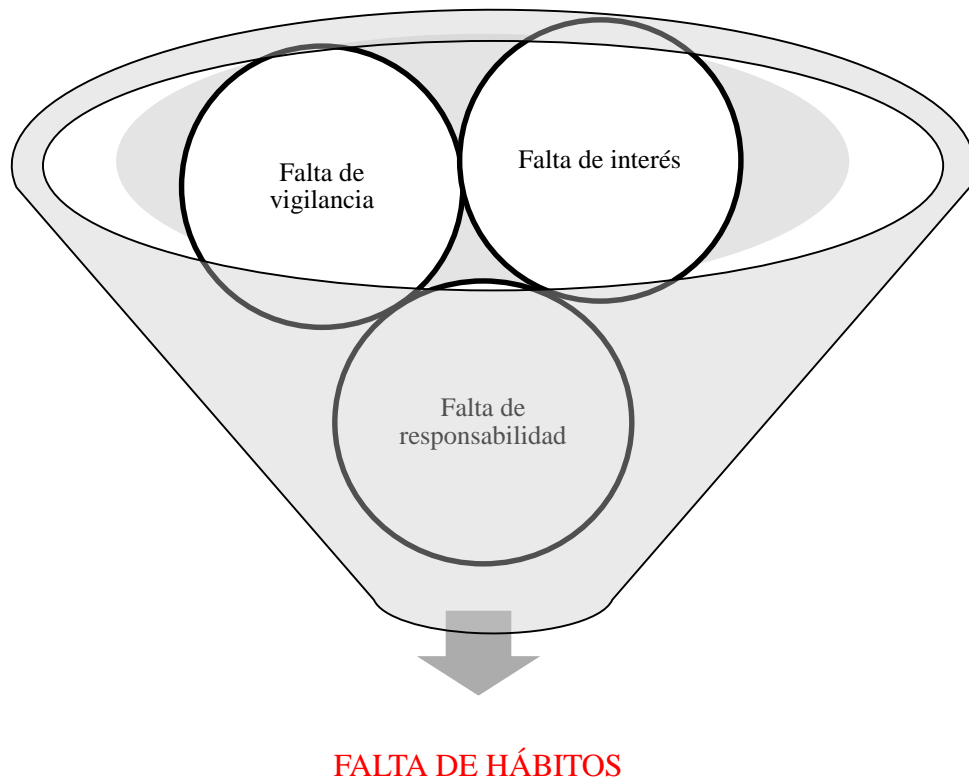 Falta de
vigilancia
Falta de interés
Falta de
responsabilidad
FALTA DE HÁBITOS